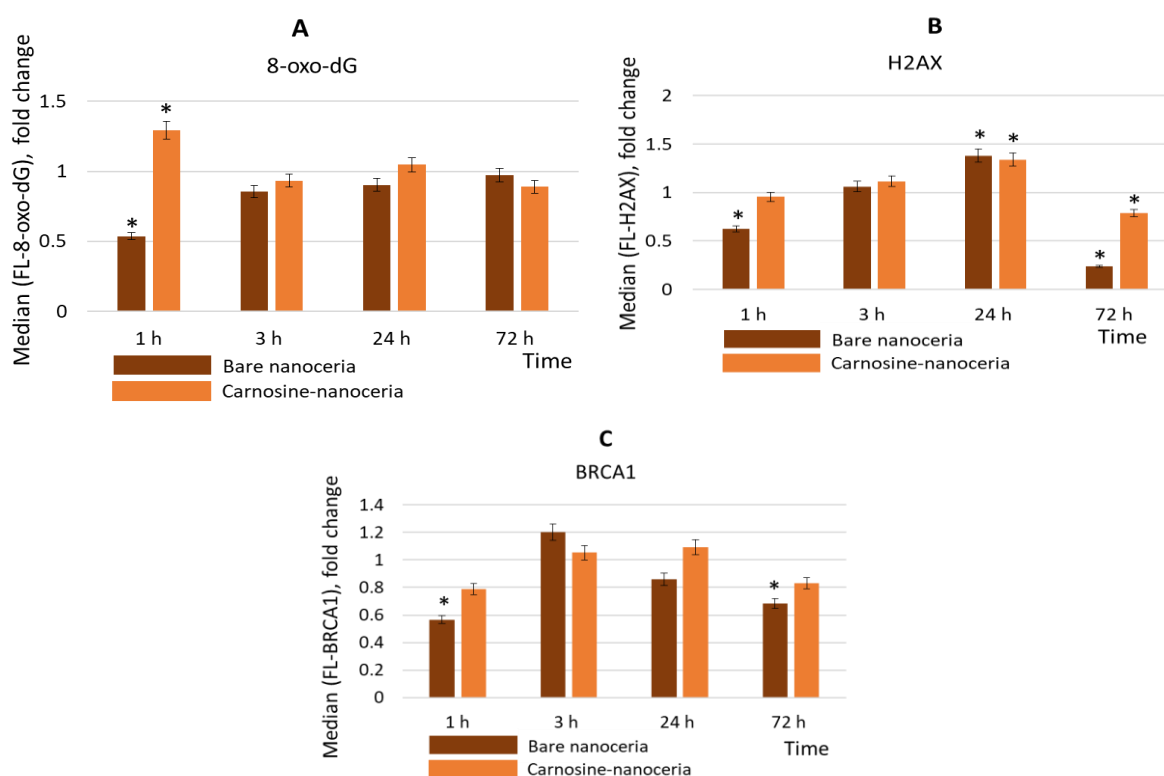 A
8-oxo-dG
Median (FL-8-oxo-dG), fold change
1.5
1
0.5
0
*
*
1 h 3 h 24 h 72 h
Time
Bare nanoceria
Carnosine-nanoceria
B
H2AX
Median (FL-H2AX), fold change
2
1.5
1
0.5
0
*
* *
*
*
1 h 3 h 24 h 72 h
Time
Bare nanoceria
Carnosine-nanoceria
C
BRCA1
Median (FL-BRCA1), fold change
1.4
1.2
1
0.8
0.6
0.4
0.2
0
*
*
1 h 3 h 24 h 72 h
Time
Bare nanoceria
Carnosine-nanoceria